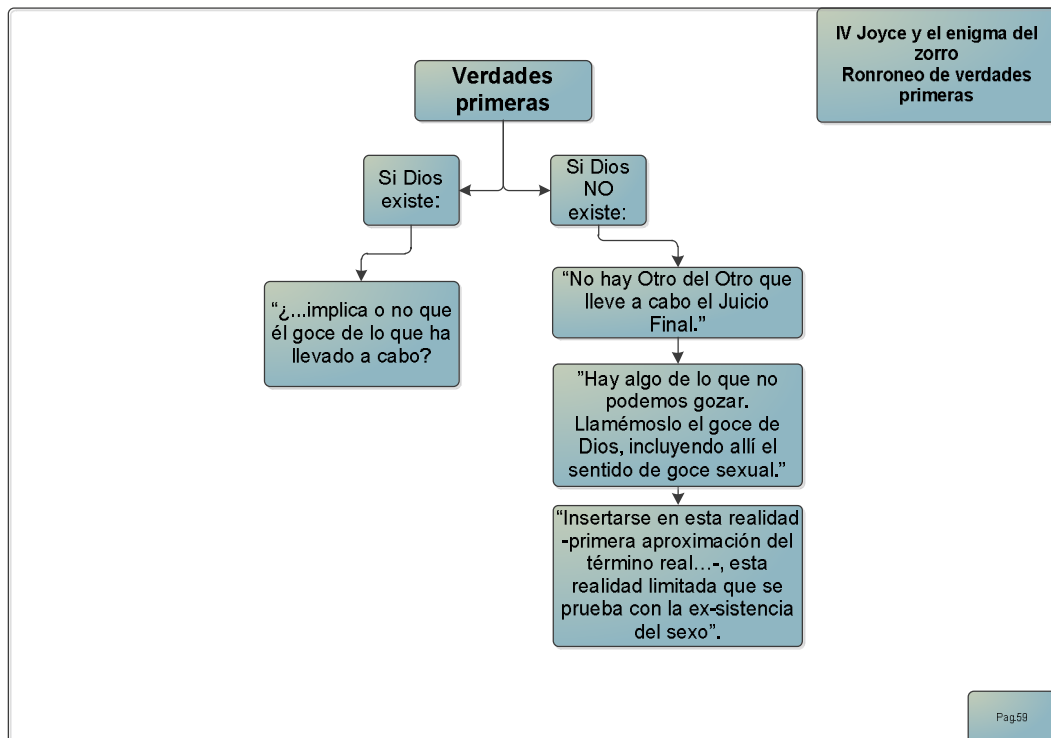 IV Joyce y el enigma del
zorro
Ronroneo de verdades
primeras
Verdades
primeras
Si Dios
existe:
Si Dios
NO
existe:
“¿...implica o no que
él goce de lo que ha
llevado a cabo?
“No hay Otro del Otro que
lleve a cabo el Juicio
Final.”
”Hay algo de lo que no
podemos gozar.
Llamémoslo el goce de
Dios, incluyendo allí el
sentido de goce sexual.”
“Insertarse en esta realidad
-primera aproximación del
término real…-, esta
realidad limitada que se
prueba con la ex-sistencia
del sexo”.
Pag.59